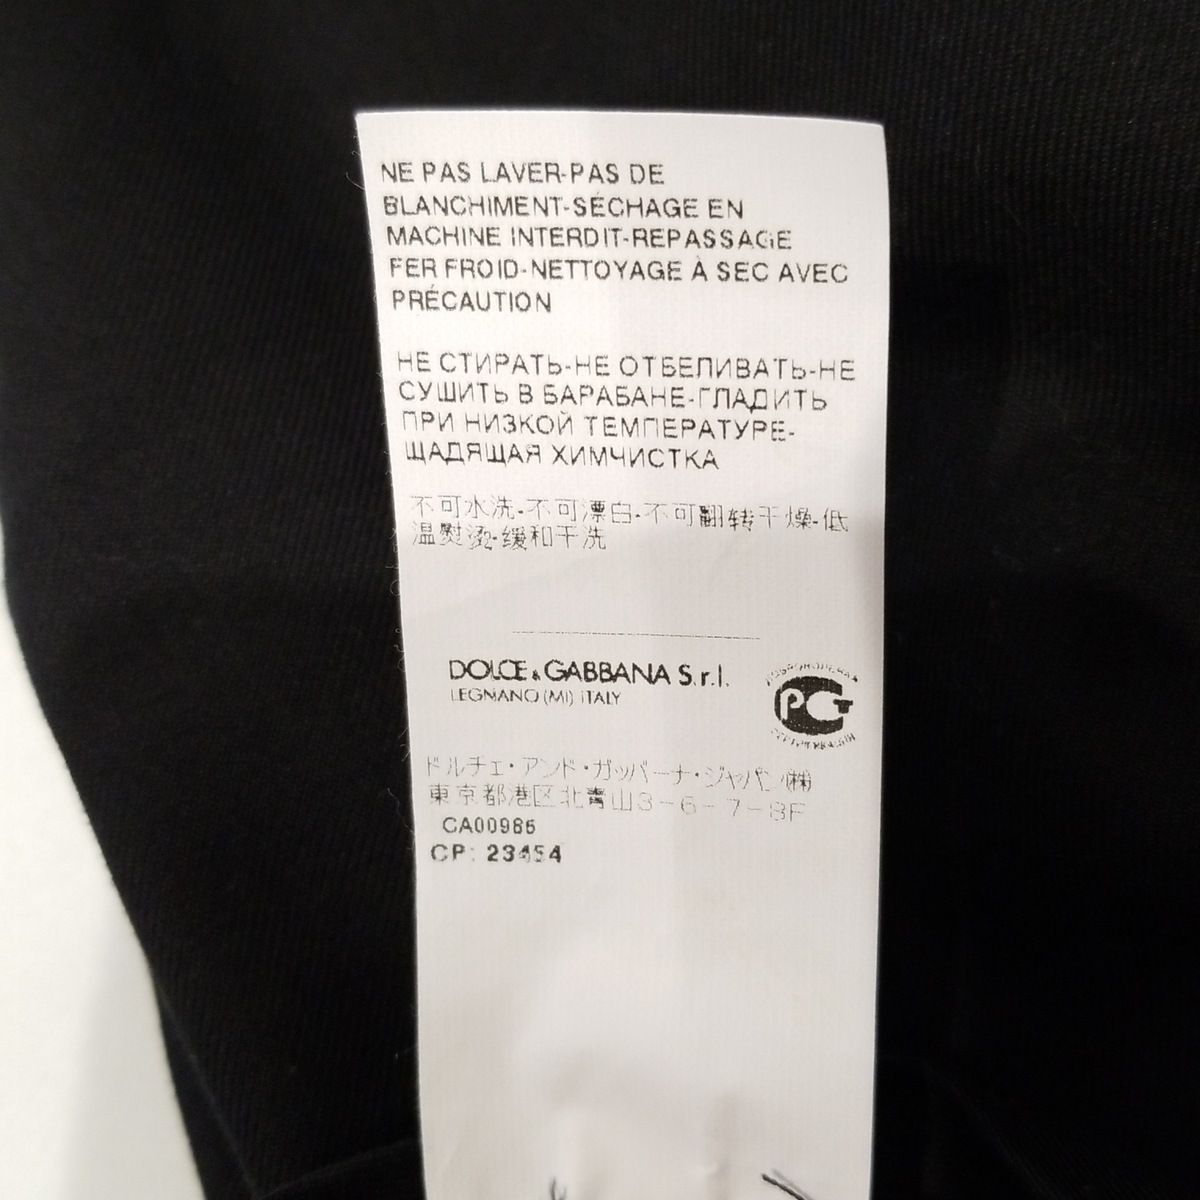 NE PAS LAVER-PAS DE
BLANCHIMENT-SÉCHAGE EN
MACHINE INTERDIT-REPASSAGE
FER FROID-NETTOYAGE À SEC AVEC
PRÉCAUTION
НЕ СТИРАТЬ-НЕ ОТБЕЛИВАТЬ-НЕ
СУШИТЬ В БАРАБАНЕ-ГЛАДИТЬ
ПРИ НИЗКОЙ ТЕМПЕРАТУРЕ-
ЩАДЯЩАЯ ХИМЧИСТКА
不可水洗-不可漂白-不可翻转干燥-低
温熨烫-缓和干洗
DOLCE & GABBANA S.r.l.
LEGNANO (MI) ITALY
РСТ
ドルチェ・アンド・ガッバーナ・ジャパン(株)
東京都港区北青山3-6-7-8F
CA00985
CP: 23454